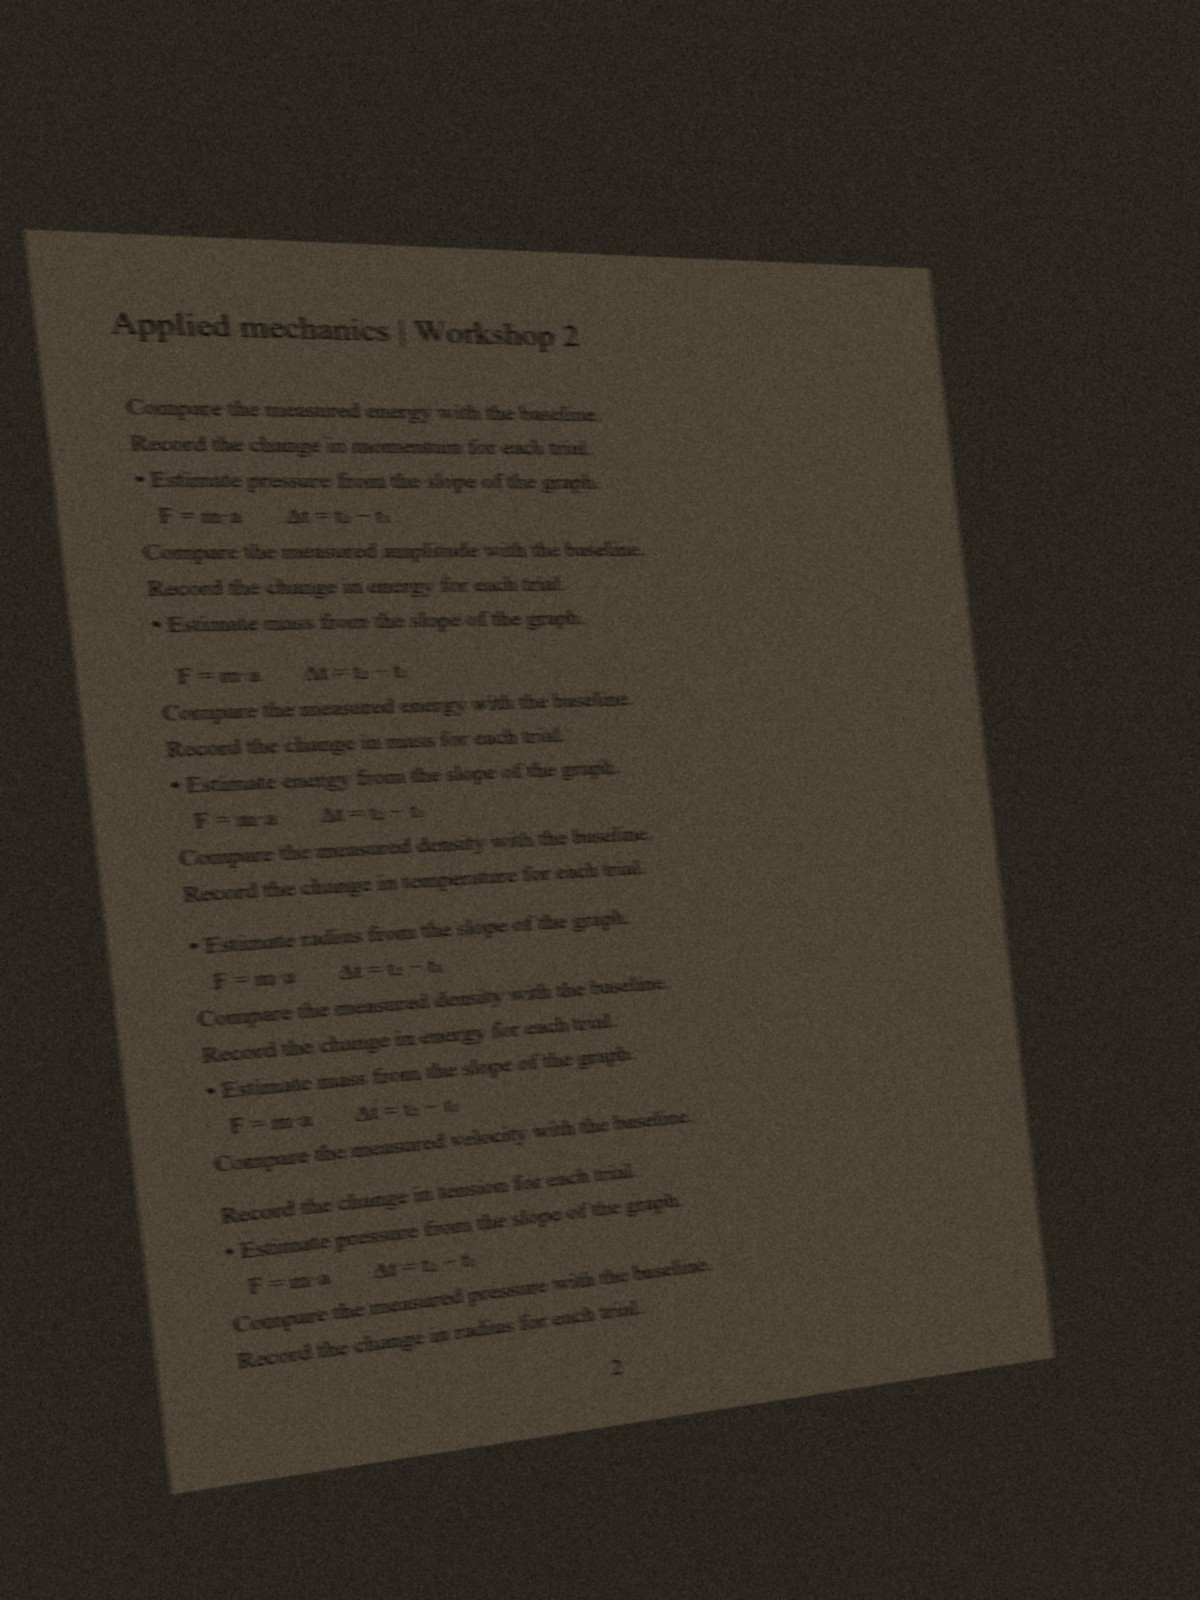 Applied mechanics | Workshop 2
Compare the measured energy with the baseline.
Record the change in momentum for each trial.
• Estimate pressure from the slope of the graph.
F = m·a Δt = t₂ − t₁
Compare the measured amplitude with the baseline.
Record the change in energy for each trial.
• Estimate mass from the slope of the graph.
F = m·a Δt = t₂ − t₁
Compare the measured energy with the baseline.
Record the change in mass for each trial.
• Estimate energy from the slope of the graph.
F = m·a Δt = t₂ − t₁
Compare the measured density with the baseline.
Record the change in temperature for each trial.
• Estimate radius from the slope of the graph.
F = m·a Δt = t₂ − t₁
Compare the measured density with the baseline.
Record the change in energy for each trial.
• Estimate mass from the slope of the graph.
F = m·a Δt = t₂ − t₁
Compare the measured velocity with the baseline.
Record the change in tension for each trial.
• Estimate pressure from the slope of the graph.
F = m·a Δt = t₂ − t₁
Compare the measured pressure with the baseline.
Record the change in radius for each trial.
2